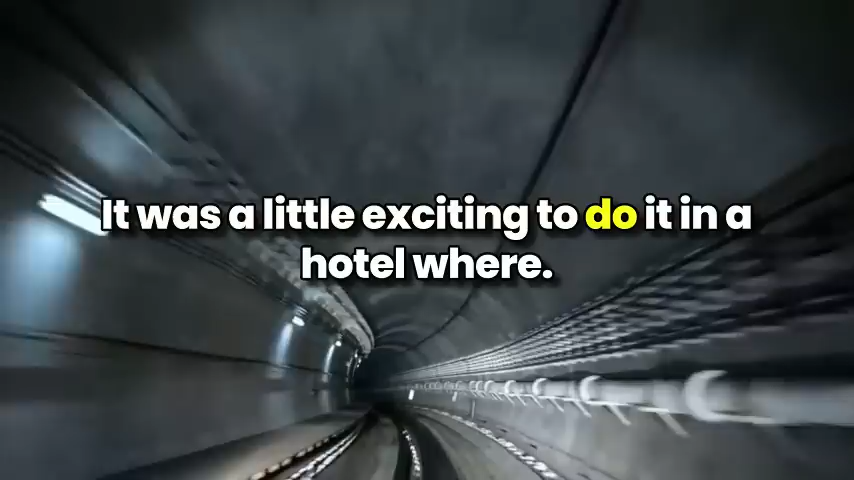 It was a little exciting to do it in a
hotel where.